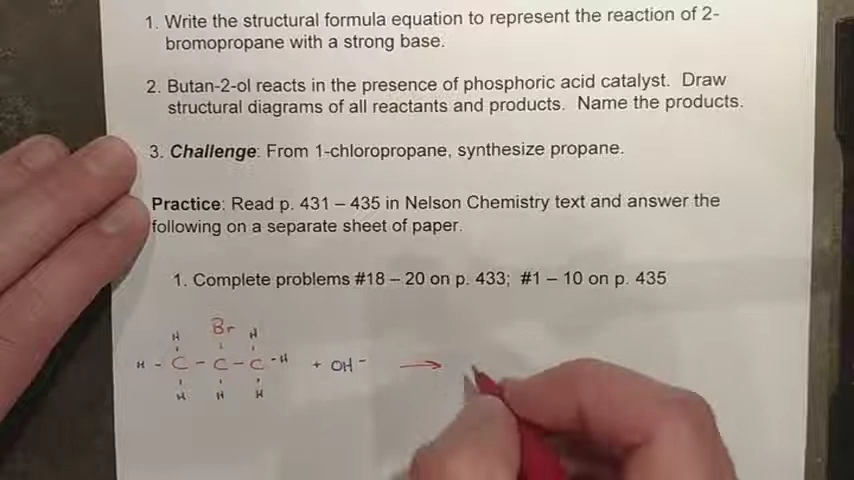 1. Write the structural formula equation to represent the reaction of 2-
bromopropane with a strong base.
2. Butan-2-ol reacts in the presence of phosphoric acid catalyst. Draw
structural diagrams of all reactants and products. Name the products.
3. Challenge: From 1-chloropropane, synthesize propane.
Practice: Read p. 431 – 435 in Nelson Chemistry text and answer the
following on a separate sheet of paper.
1. Complete problems #18 – 20 on p. 433; #1 – 10 on p. 435
H Br H
H - C - C - C - H + OH⁻ →
H H H